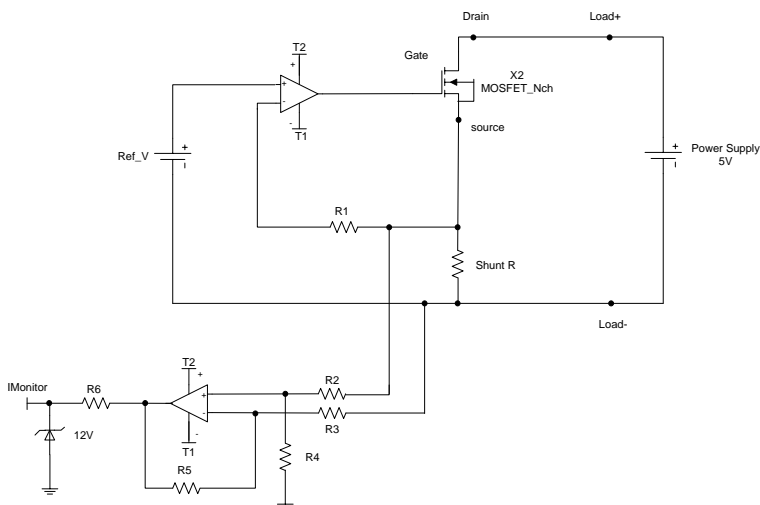 Drain
Load+
T2
Gate
+
X2
MOSFET_Nch
+
-
-
T1
source
Ref_V
+
-
Power Supply
5V
+
-
R1
Shunt R
Load-
T2
+
IMonitor
R6
+
-
R2
R3
12V
T1
-
R4
R5